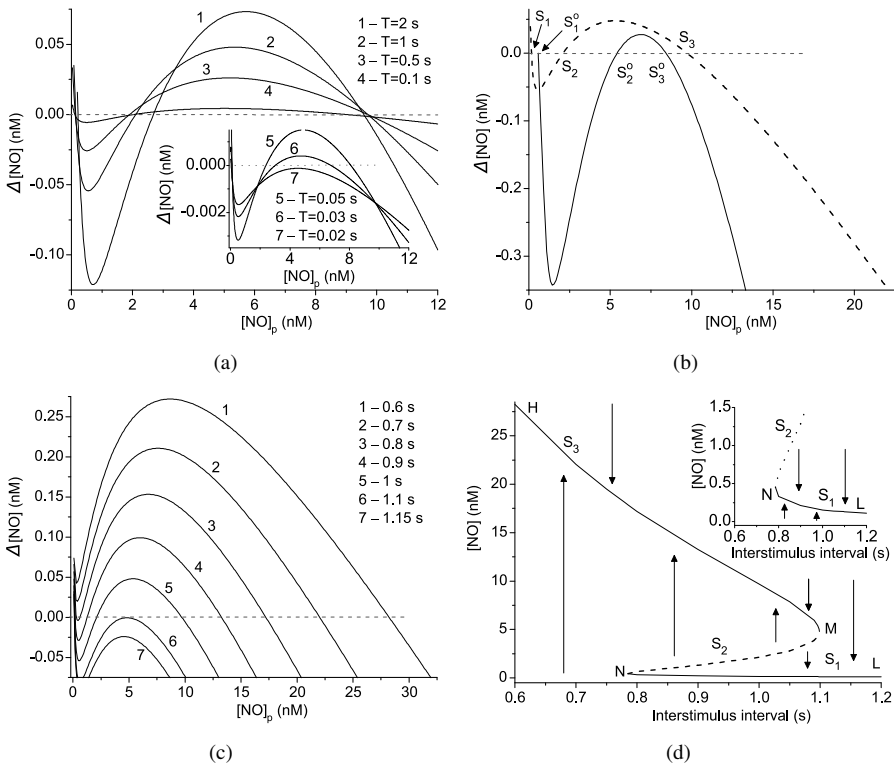 0.05
0.00
-0.05
-0.10
Δ[NO] (nM)
1
2
3
4
1 – T=2 s
2 – T=1 s
3 – T=0.5 s
4 – T=0.1 s
0.000
-0.002
Δ[NO] (nM)
5
6
7
5 – T=0.05 s
6 – T=0.03 s
7 – T=0.02 s
0 4 8 12
[NO]p (nM)
0 2 4 6 8 10 12
[NO]p (nM)
(a)
0.0
-0.1
-0.2
-0.3
Δ[NO] (nM)
S1
S1º
S2
S2º
S3º
S3
0 5 10 15 20
[NO]p (nM)
(b)
0.25
0.20
0.15
0.10
0.05
0.00
-0.05
Δ[NO] (nM)
1
2
3
4
5
6
7
1 – 0.6 s
2 – 0.7 s
3 – 0.8 s
4 – 0.9 s
5 – 1 s
6 – 1.1 s
7 – 1.15 s
0 5 10 15 20 25 30
[NO]p (nM)
(c)
25
20
15
10
5
0
[NO] (nM)
H
S3
M
S2
N
S1
L
1.5
1.0
0.5
0.0
[NO] (nM)
S2
N
S1
L
0.6 0.8 1.0 1.2
Interstimulus interval (s)
0.6 0.7 0.8 0.9 1.0 1.1 1.2
Interstimulus interval (s)
(d)